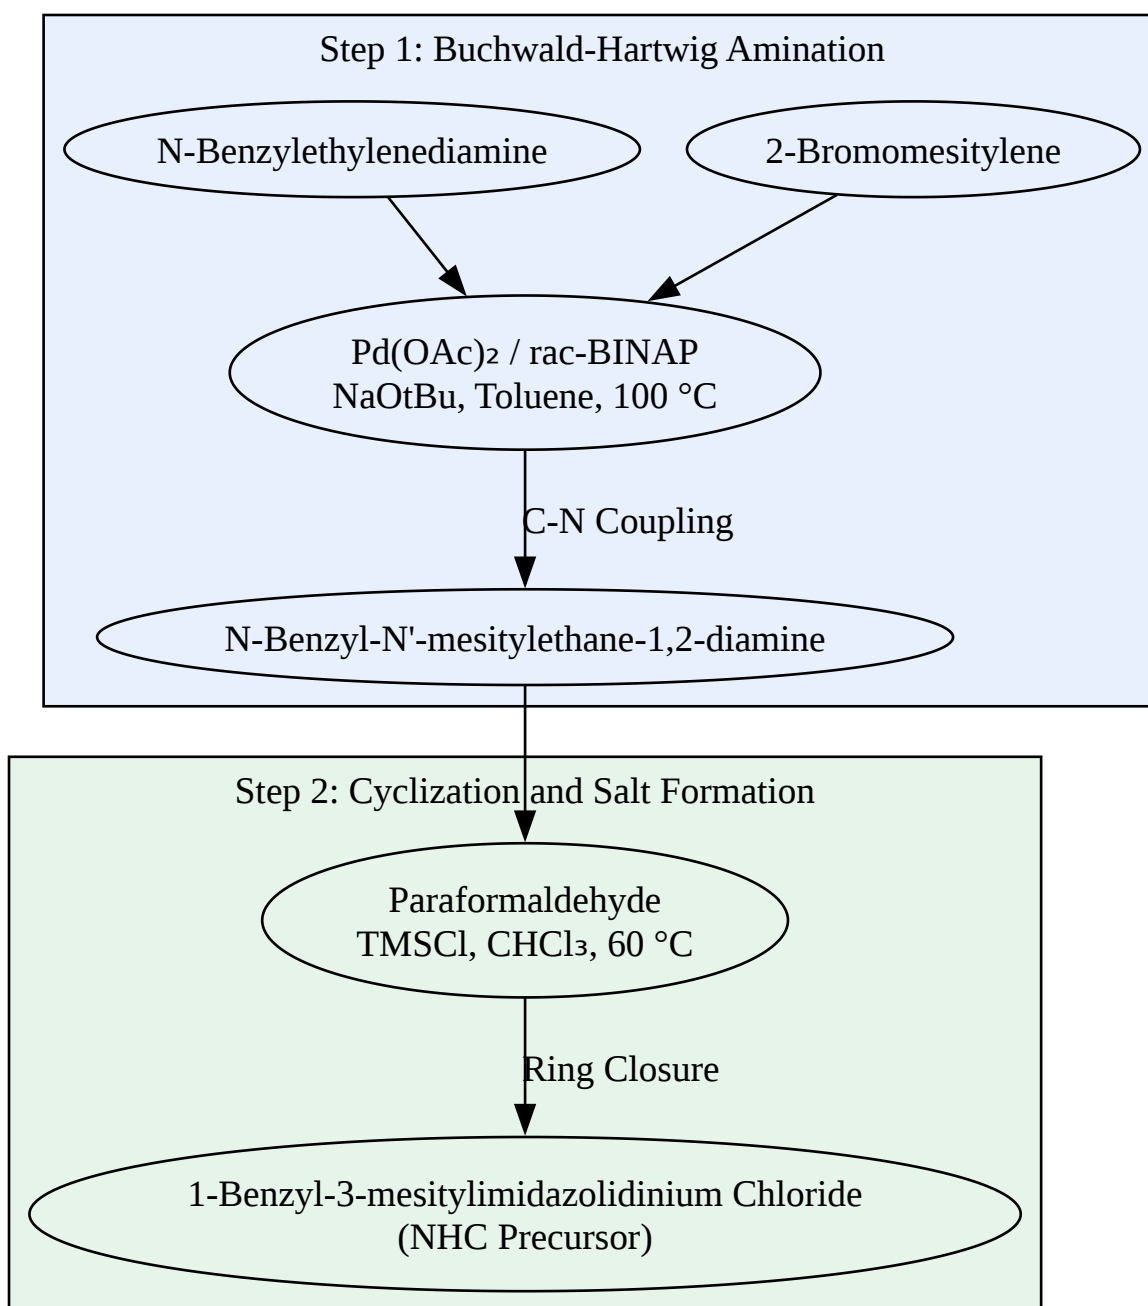 Step 1: Buchwald-Hartwig Amination
N-Benzylethylenediamine
2-Bromomesitylene
Pd(OAc)₂ / rac-BINAP
NaOtBu, Toluene, 100 °C
C-N Coupling
N-Benzyl-N'-mesitylethane-1,2-diamine
Step 2: Cyclization and Salt Formation
Paraformaldehyde
TMSCl, CHCl₃, 60 °C
Ring Closure
1-Benzyl-3-mesitylimidazolidinium Chloride
(NHC Precursor)